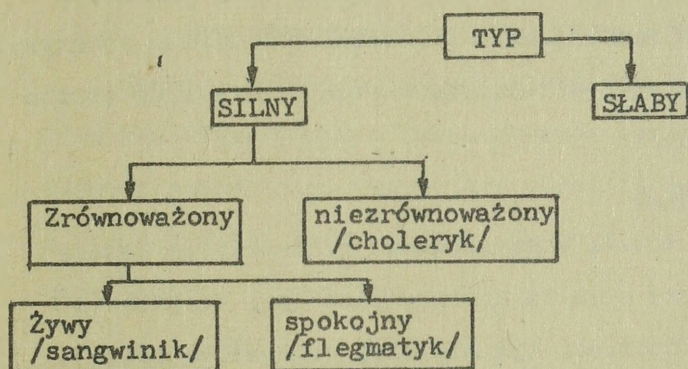 TYP
SILNY
SŁABY
Zrównoważony
niezrównoważony
/choleryk/
Żywy
/sangwinik/
spokojny
/flegmatyk/